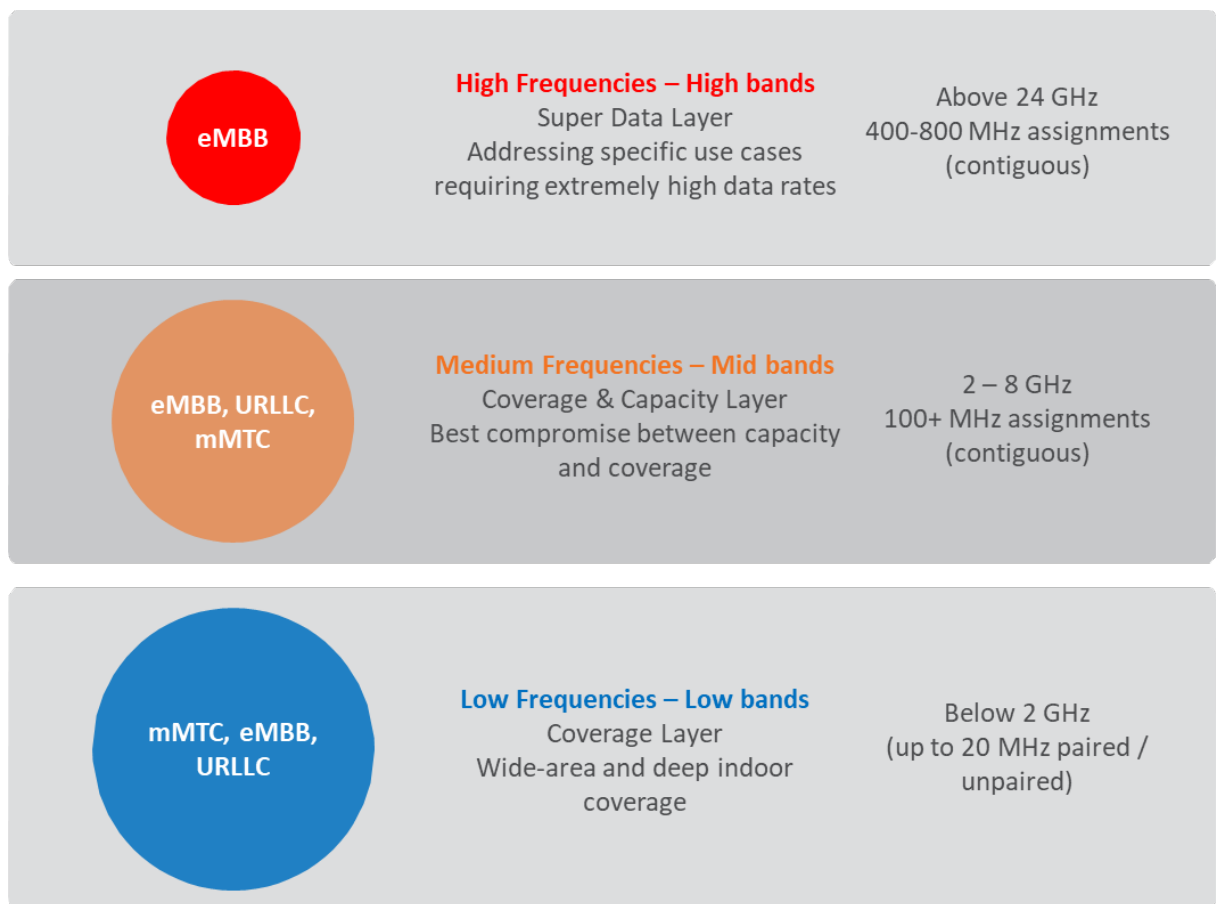 eMBB
High Frequencies – High bands
Super Data Layer
Addressing specific use cases
requiring extremely high data rates
Above 24 GHz
400-800 MHz assignments
(contiguous)
eMBB, URLLC,
mMTC
Medium Frequencies – Mid bands
Coverage & Capacity Layer
Best compromise between capacity
and coverage
2 – 8 GHz
100+ MHz assignments
(contiguous)
mMTC, eMBB,
URLLC
Low Frequencies – Low bands
Coverage Layer
Wide-area and deep indoor
coverage
Below 2 GHz
(up to 20 MHz paired /
unpaired)